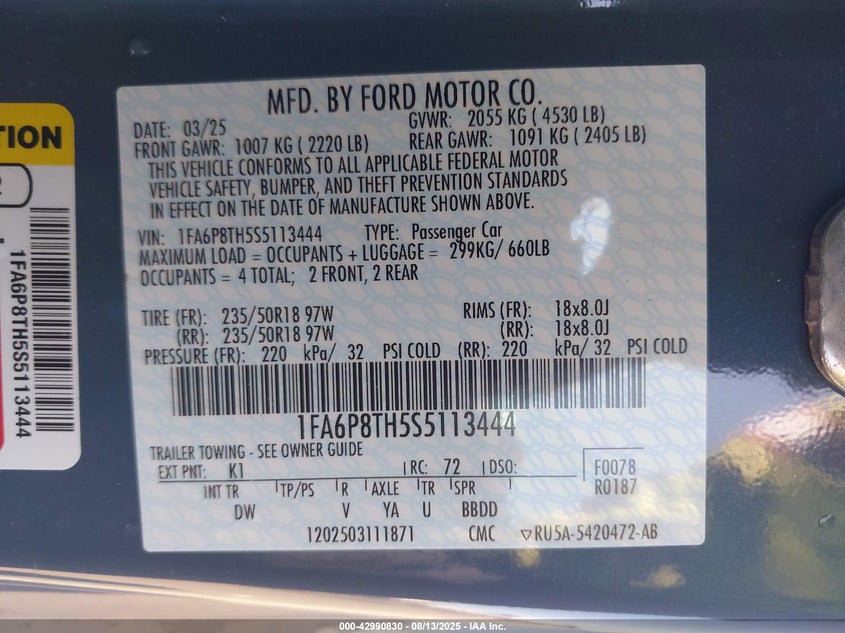 TION
1FA6P8TH5S5113444
MFD. BY FORD MOTOR CO.
DATE: 03/25 GVWR: 2055 KG ( 4530 LB)
FRONT GAWR: 1007 KG ( 2220 LB) REAR GAWR: 1091 KG ( 2405 LB)
THIS VEHICLE CONFORMS TO ALL APPLICABLE FEDERAL MOTOR
VEHICLE SAFETY, BUMPER, AND THEFT PREVENTION STANDARDS
IN EFFECT ON THE DATE OF MANUFACTURE SHOWN ABOVE.
VIN: 1FA6P8TH5S5113444 TYPE: Passenger Car
MAXIMUM LOAD = OCCUPANTS + LUGGAGE = 299KG/ 660LB
OCCUPANTS = 4 TOTAL; 2 FRONT, 2 REAR
TIRE (FR): 235/50R18 97W RIMS (FR): 18x8.0J
(RR): 235/50R18 97W (RR): 18x8.0J
PRESSURE (FR): 220 kPa/ 32 PSI COLD (RR): 220 kPa/ 32 PSI COLD
1FA6P8TH5S5113444
TRAILER TOWING - SEE OWNER GUIDE
EXT PNT: K1 RC: 72 DSO: F0078
INT TR TP/PS R AXLE TR SPR R0187
DW V YA U BBDD
1202503111871 CMC RU5A-5420472-AB
000-42990830 - 08/13/2025 - IAA Inc.